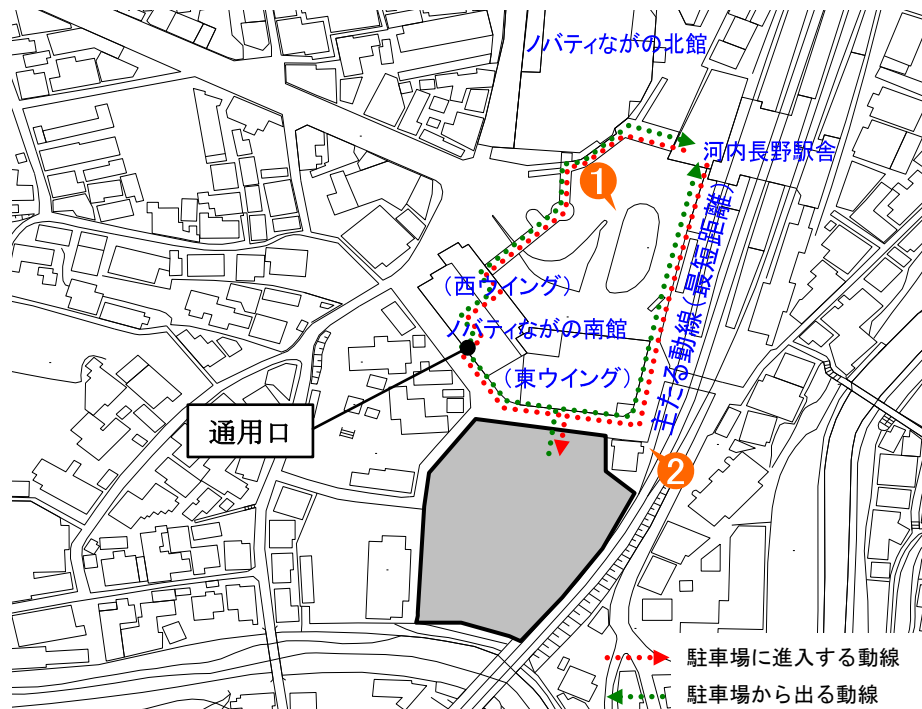 ノバティながの北館
河内長野駅舎
1
主たる動線(最短距離)
(西ウイング)
ノバティながの南館
(東ウイング)
通用口
2
駐車場に進入する動線
駐車場から出る動線